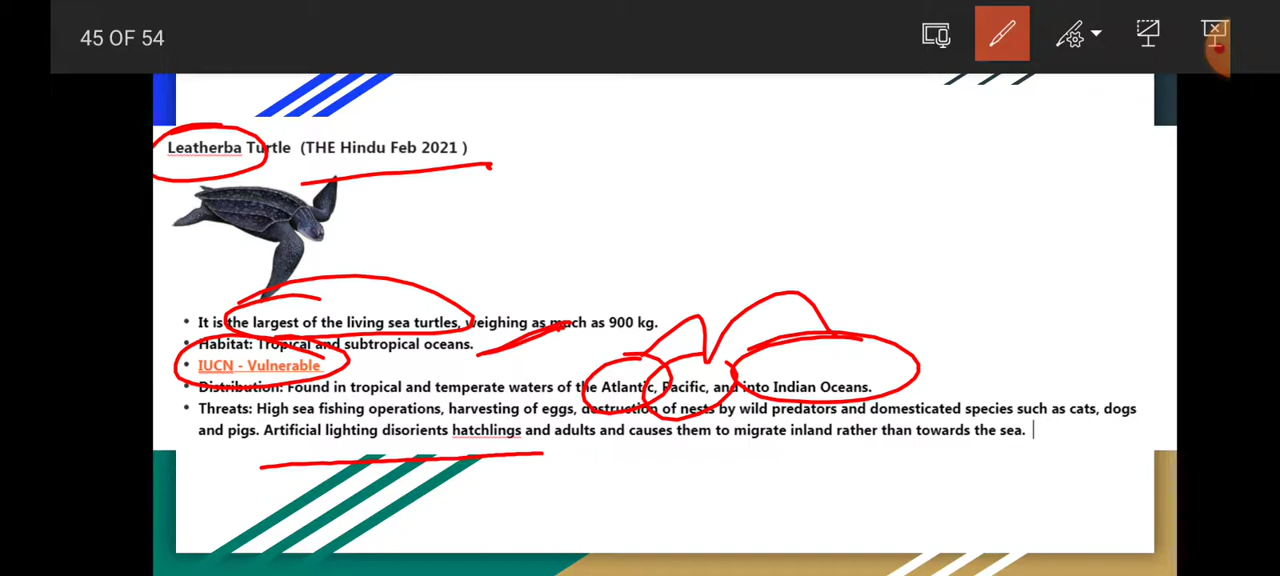 45 OF 54
Leatherba Turtle (THE Hindu Feb 2021 )
• It is the largest of the living sea turtles, weighing as much as 900 kg.
• Habitat: Tropical and subtropical oceans.
• IUCN - Vulnerable
• Distribution: Found in tropical and temperate waters of the Atlantic, Pacific, and into Indian Oceans.
• Threats: High sea fishing operations, harvesting of eggs, destruction of nests by wild predators and domesticated species such as cats, dogs
and pigs. Artificial lighting disorients hatchlings and adults and causes them to migrate inland rather than towards the sea.